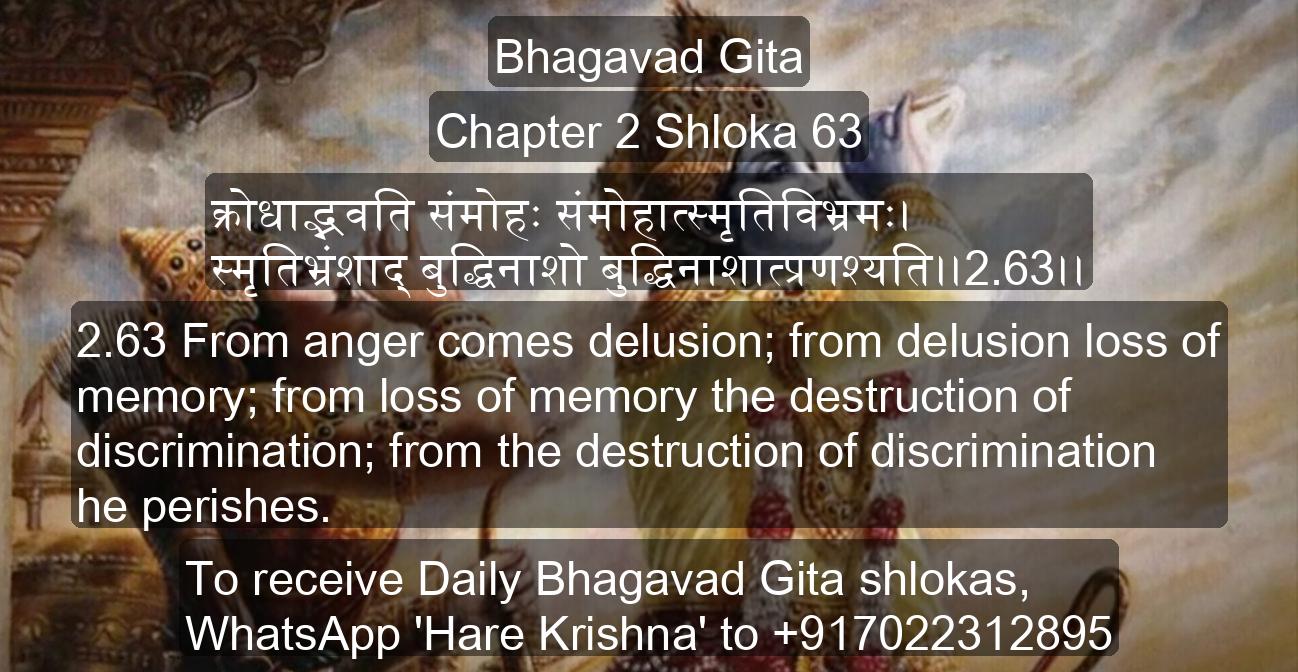 Bhagavad Gita
Chapter 2 Shloka 63
क्रोधाद्भवति संमोहः संमोहात्स्मृतिविभ्रमः।
स्मृतिभ्रंशाद् बुद्धिनाशो बुद्धिनाशात्प्रणश्यति।।2.63।।
2.63 From anger comes delusion; from delusion loss of
memory; from loss of memory the destruction of
discrimination; from the destruction of discrimination
he perishes.
To receive Daily Bhagavad Gita shlokas,
WhatsApp 'Hare Krishna' to +917022312895